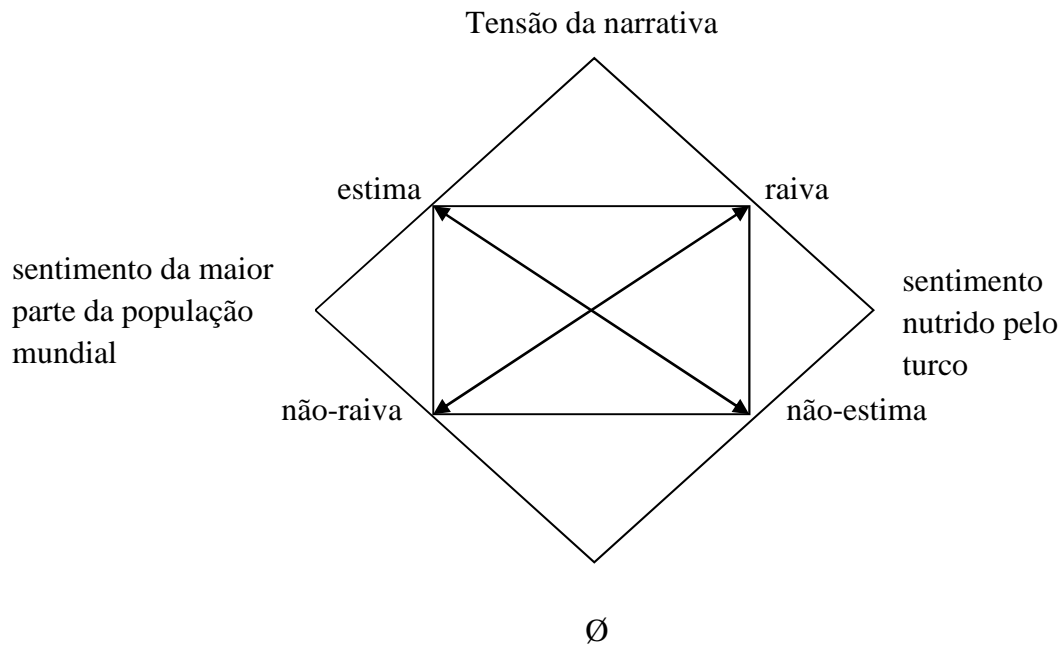 Tensão da narrativa
estima
raiva
sentimento da maior
parte da população
mundial
sentimento
nutrido pelo
turco
não-raiva
não-estima
Ø